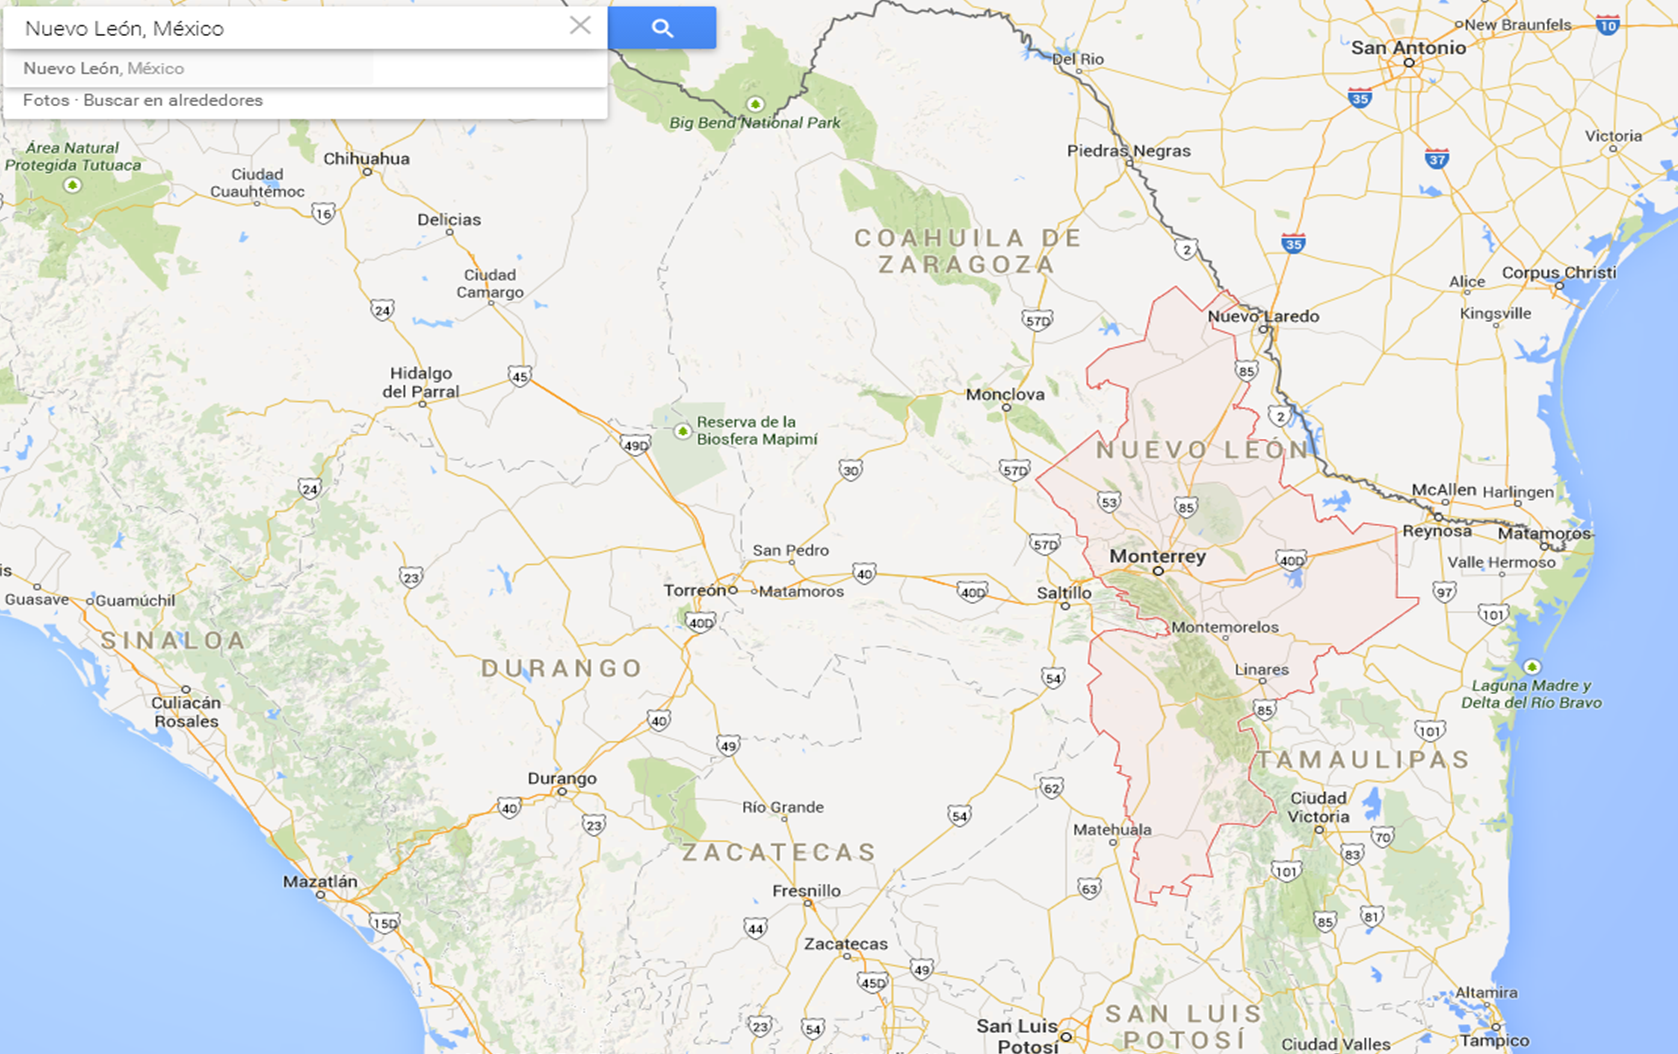 Nuevo León, México
Nuevo León, México
Fotos · Buscar en alrededores
New Braunfels
10
San Antonio
Del Rio
35
Big Bend National Park
Victoria
Área Natural
Protegida Tutuaca
Chihuahua
Piedras Negras
37
Ciudad
Cuauhtémoc
16
Delicias
COAHUILA DE
ZARAGOZA
2
35
Ciudad
Camargo
Corpus Christi
Alice
24
57D
Nuevo Laredo
Kingsville
Hidalgo
del Parral
45
85
Monclova
2
Reserva de la
Biosfera Mapimí
49D
NUEVO LEÓN
30
57D
24
McAllen
Harlingen
53
85
Reynosa
Matamoros
San Pedro
57D
Monterrey
40D
Valle Hermoso
is
23
40
Torreón
Matamoros
40D
Saltillo
97
Guasave
Guamúchil
101
40D
SINALOA
Montemorelos
DURANGO
54
Linares
Laguna Madre y
Delta del Río Bravo
Culiacán
Rosales
40
85
101
49
TAMAULIPAS
Durango
62
Ciudad
Victoria
40
Río Grande
54
23
Matehuala
70
ZACATECAS
83
Mazatlán
Fresnillo
63
101
15D
44
85
81
Zacatecas
49
45D
Altamira
23
54
San Luis
Potosí
SAN LUIS
POTOSÍ
Ciudad Valles
Tampico